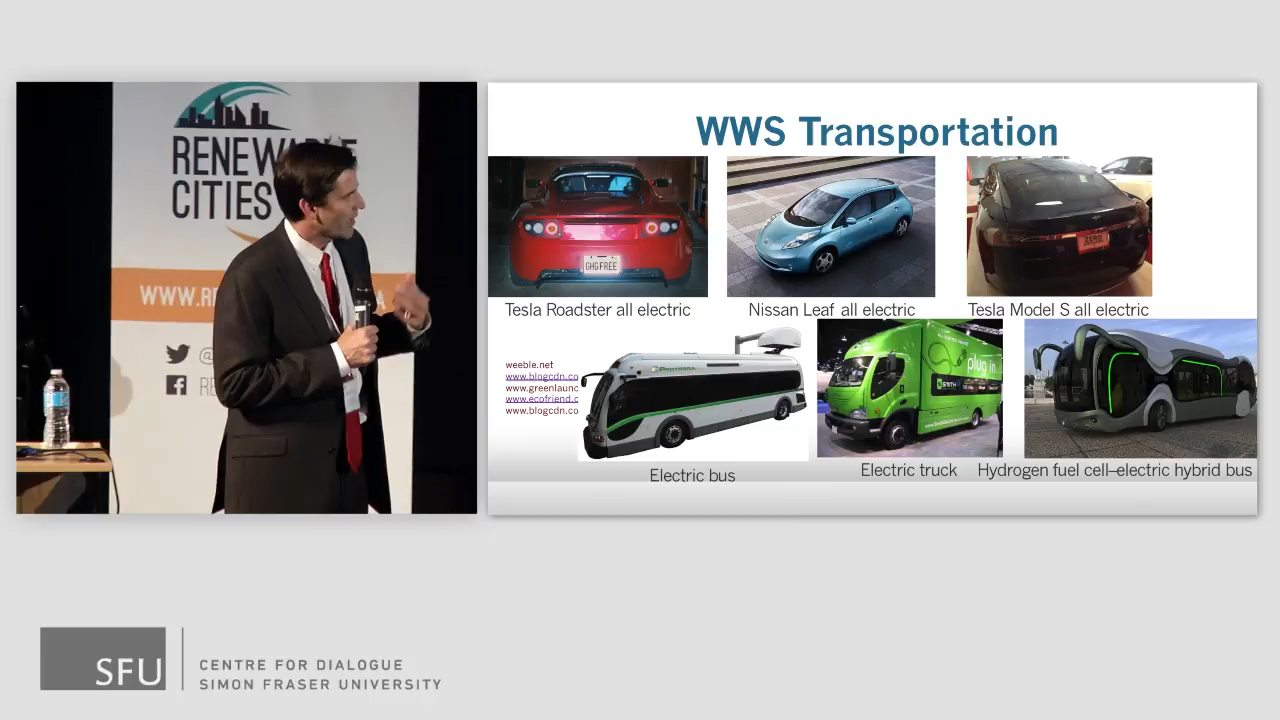 RENEWABLE
CITIES
WWS Transportation
GHGFREE
ZERO
Tesla Roadster all electric
Nissan Leaf all electric
Tesla Model S all electric
weeble.net
www.blogcdn.co
www.greenlaunc
www.ecofriend.c
www.blogcdn.co
PROTERRA
plug in.
SMITH
Electric bus
Electric truck
Hydrogen fuel cell–electric hybrid bus
SFU
CENTRE FOR DIALOGUE
SIMON FRASER UNIVERSITY